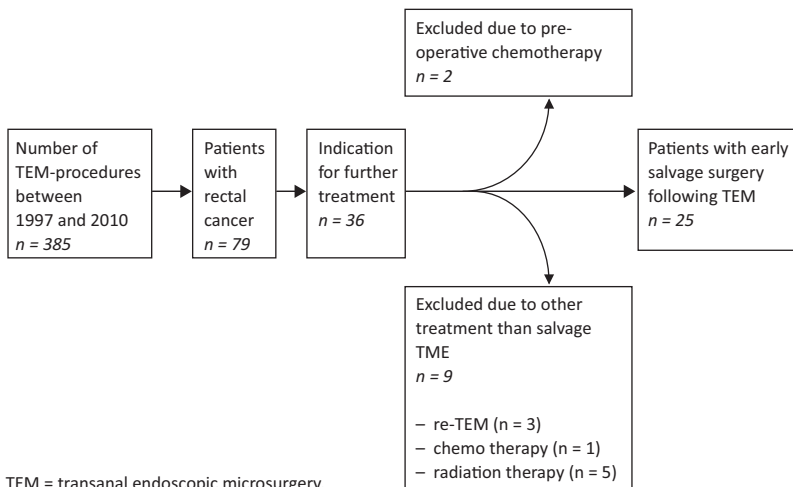 Excluded due to pre-
operative chemotherapy
n = 2
Number of
TEM-procedures
between
1997 and 2010
n = 385
Patients
with
rectal
cancer
n = 79
Indication
for further
treatment
n = 36
Patients with early
salvage surgery
following TEM
n = 25
Excluded due to other
treatment than salvage
TME
n = 9
– re-TEM (n = 3)
– chemo therapy (n = 1)
– radiation therapy (n = 5)
TEM = transanal endoscopic microsurgery